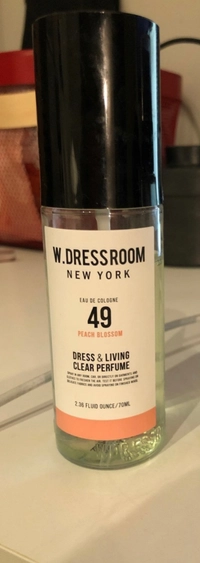 W.DRESSROOM
NEW YORK
EAU DE COLOGNE
49
PEACH BLOSSOM
DRESS & LIVING
CLEAR PERFUME
2.36 FLUID OUNCE/70ML